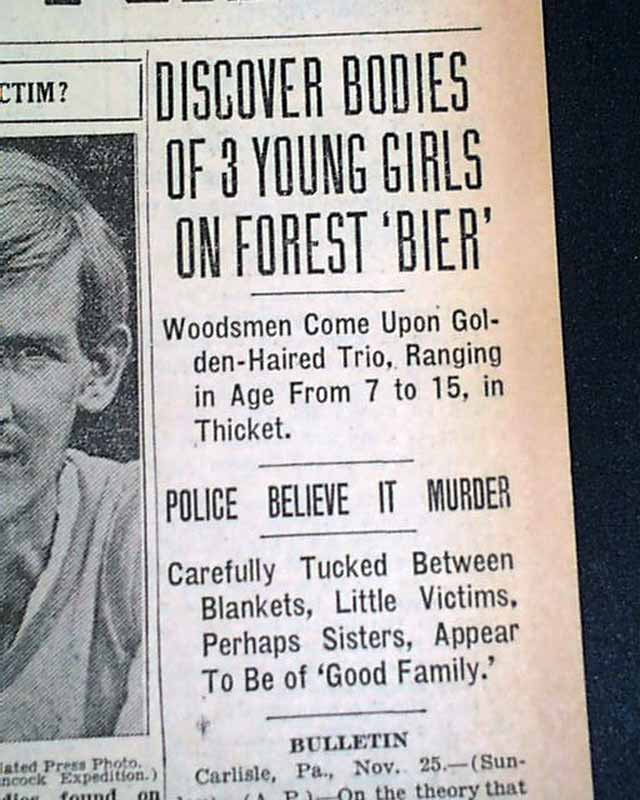 CTIM?
DISCOVER BODIES
OF 3 YOUNG GIRLS
ON FOREST 'BIER'
Woodsmen Come Upon Gol-
den-Haired Trio, Ranging
in Age From 7 to 15, in
Thicket.
POLICE BELIEVE IT MURDER
Carefully Tucked Between
Blankets, Little Victims,
Perhaps Sisters, Appear
To Be of 'Good Family.'
BULLETIN
Carlisle, Pa., Nov. 25.—(Sun-
(A. P.)—On the theory that
iated Press Photo.
ncock Expedition.)
found on